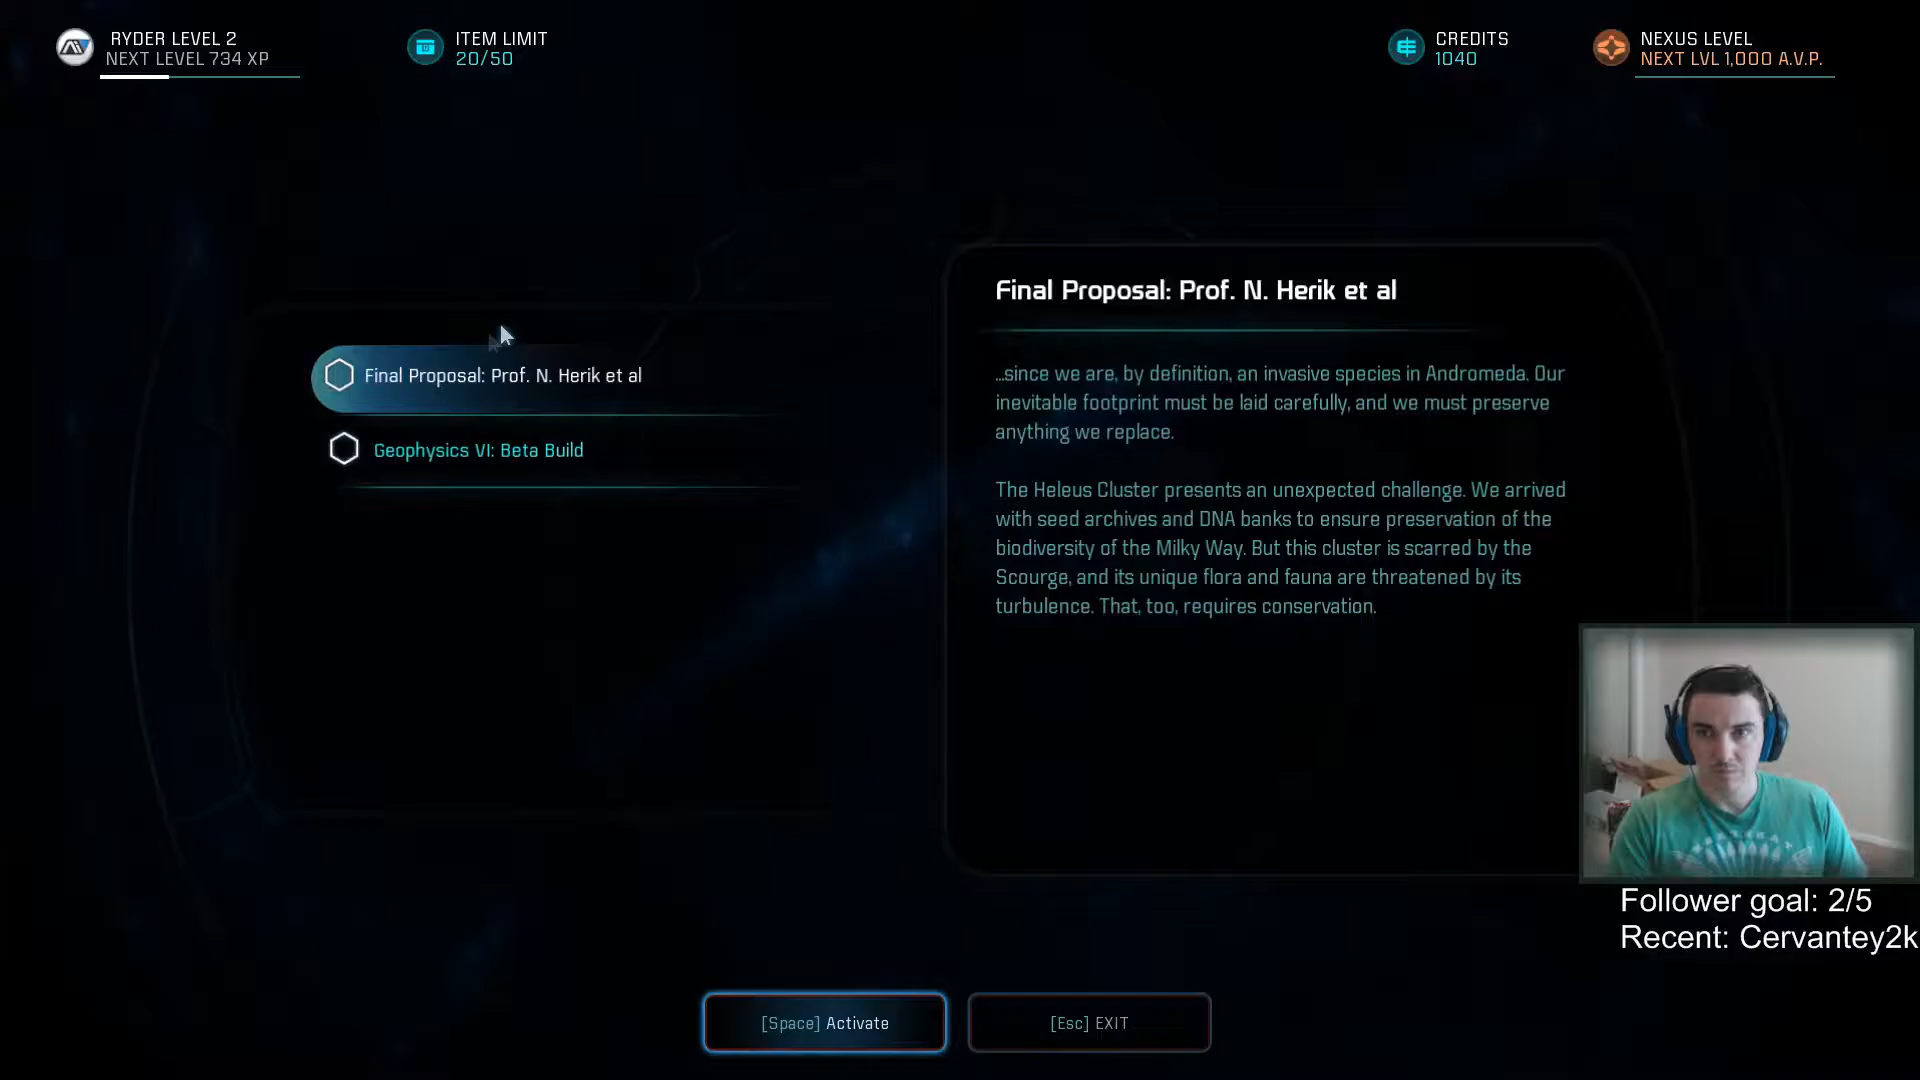 RYDER LEVEL 2
NEXT LEVEL 734 XP
ITEM LIMIT
20/50
CREDITS
1040
NEXUS LEVEL
NEXT LVL 1,000 A.V.P.
Final Proposal: Prof. N. Herik et al
Geophysics VI: Beta Build
Final Proposal: Prof. N. Herik et al
...since we are, by definition, an invasive species in Andromeda. Our
inevitable footprint must be laid carefully, and we must preserve
anything we replace.
The Heleus Cluster presents an unexpected challenge. We arrived
with seed archives and DNA banks to ensure preservation of the
biodiversity of the Milky Way. But this cluster is scarred by the
Scourge, and its unique flora and fauna are threatened by its
turbulence. That, too, requires conservation.
Follower goal: 2/5
Recent: Cervantey2k
[Space] Activate
[Esc] EXIT